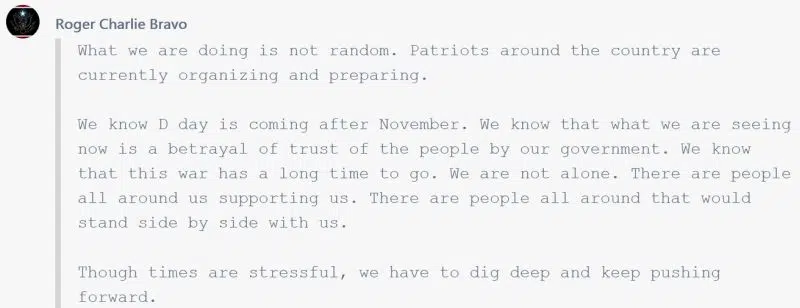 Roger Charlie Bravo
What we are doing is not random. Patriots around the country are
currently organizing and preparing.
We know D day is coming after November. We know that what we are seeing
now is a betrayal of trust of the people by our government. We know
that this war has a long time to go. We are not alone. There are people
all around us supporting us. There are people all around that would
stand side by side with us.
Though times are stressful, we have to dig deep and keep pushing
forward.